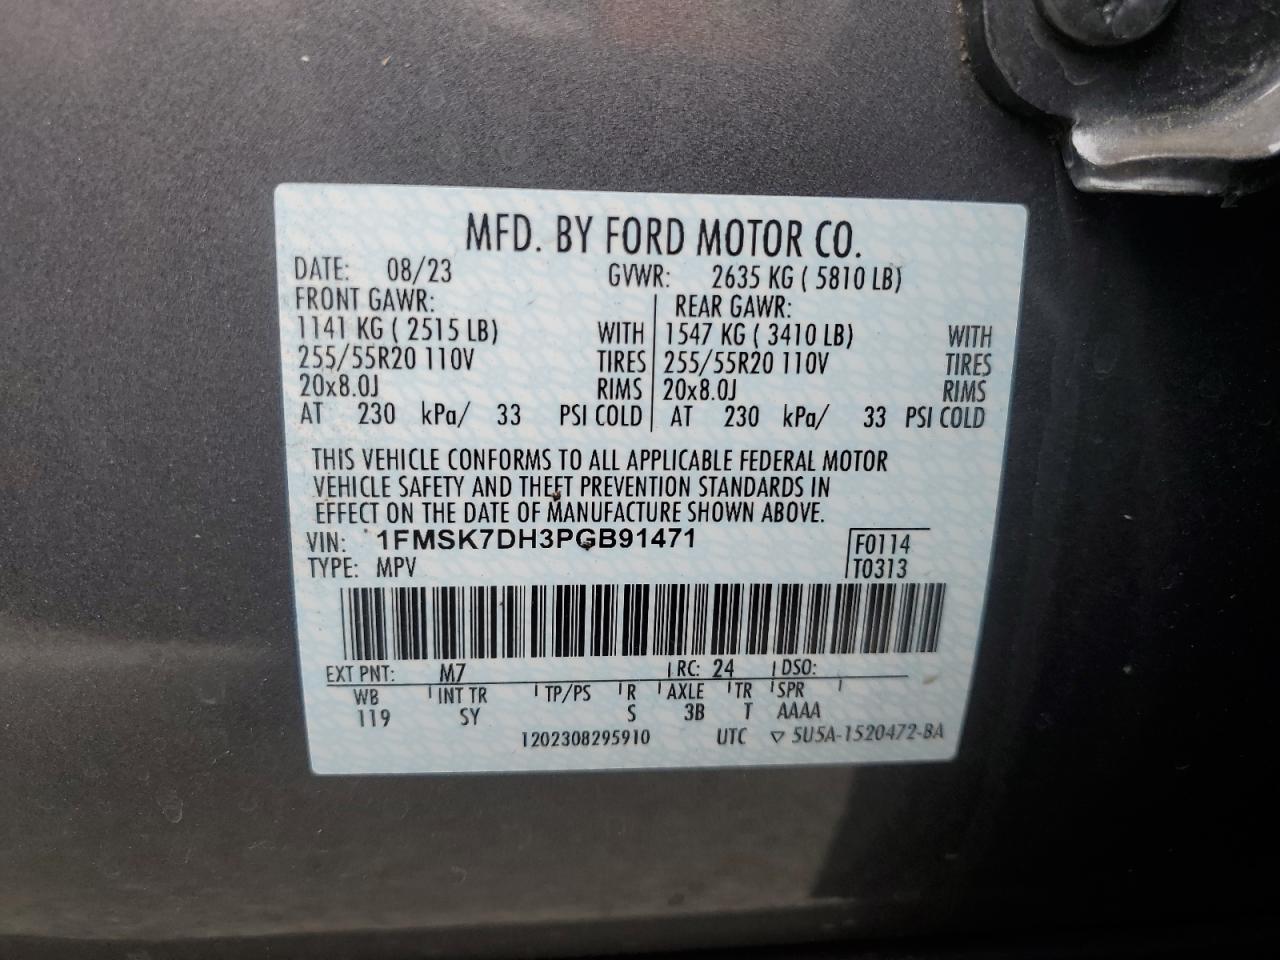 MFD. BY FORD MOTOR CO.
DATE: 08/23 GVWR: 2635 KG ( 5810 LB)
FRONT GAWR: REAR GAWR:
1141 KG ( 2515 LB) WITH 1547 KG ( 3410 LB) WITH
255/55R20 110V TIRES 255/55R20 110V TIRES
20x8.0J RIMS 20x8.0J RIMS
AT 230 kPa/ 33 PSI COLD AT 230 kPa/ 33 PSI COLD
THIS VEHICLE CONFORMS TO ALL APPLICABLE FEDERAL MOTOR
VEHICLE SAFETY AND THEFT PREVENTION STANDARDS IN
EFFECT ON THE DATE OF MANUFACTURE SHOWN ABOVE.
VIN: 1FMSK7DH3PGB91471 F0114
TYPE: MPV T0313
EXT PNT: M7 RC: 24 DSO:
WB INT TR TP/PS R AXLE TR SPR
119 SY S 3B T AAAA
1202308295910 UTC ▽ 5U5A-1520472-BA